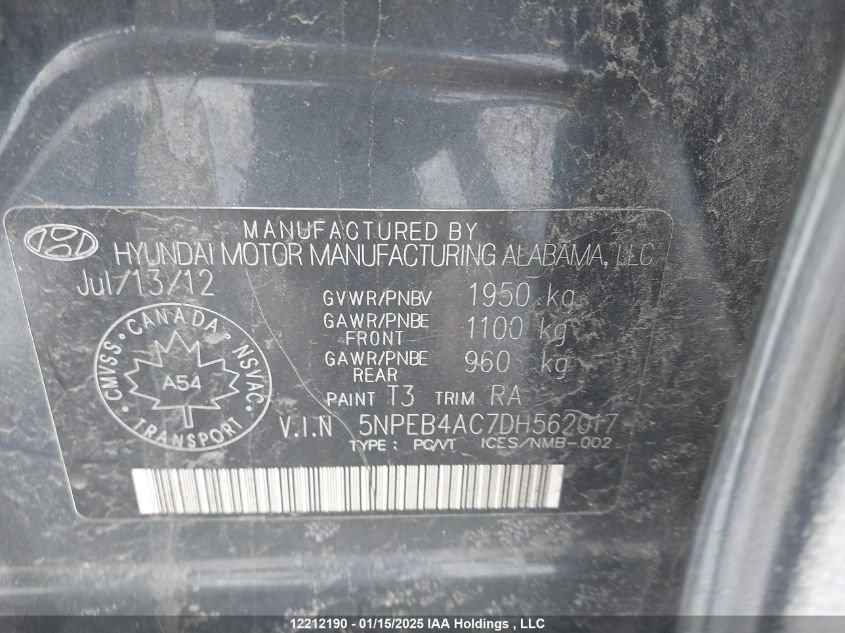 MANUFACTURED BY
HYUNDAI MOTOR MANUFACTURING ALABAMA, LLC
Jul/13/12
GVWR/PNBV 1950 kg
GAWR/PNBE FRONT 1100 kg
GAWR/PNBE REAR 960 kg
PAINT T3 TRIM RA
CANADA
CMVSS NSVAC
A54
TRANSPORT
V.I.N 5NPEB4AC7DH562017
TYPE : PC/VT ICES/NMB-002
12212190 - 01/15/2025 IAA Holdings , LLC